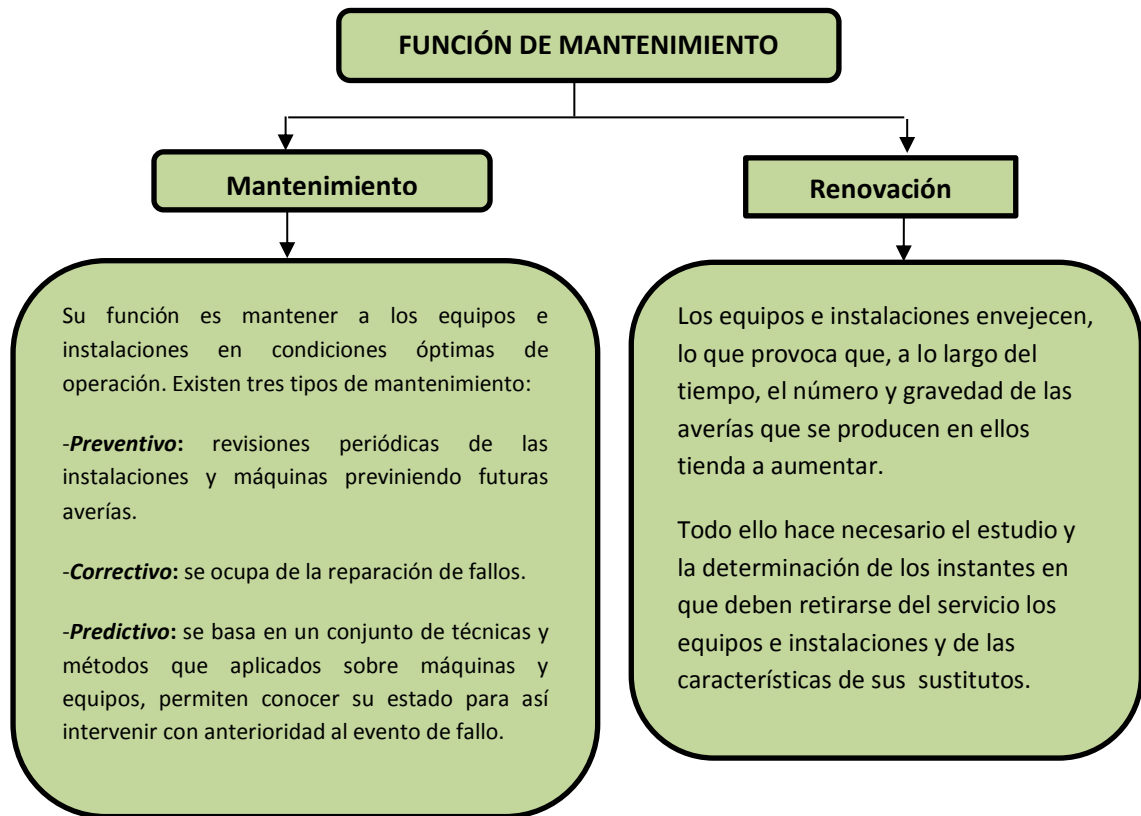 FUNCIÓN DE MANTENIMIENTO
Mantenimiento
Renovación
Su función es mantener a los equipos e
instalaciones en condiciones óptimas de
operación. Existen tres tipos de mantenimiento:
-Preventivo: revisiones periódicas de las
instalaciones y máquinas previniendo futuras
averías.
-Correctivo: se ocupa de la reparación de fallos.
-Predictivo: se basa en un conjunto de técnicas y
métodos que aplicados sobre máquinas y
equipos, permiten conocer su estado para así
intervenir con anterioridad al evento de fallo.
Los equipos e instalaciones envejecen,
lo que provoca que, a lo largo del
tiempo, el número y gravedad de las
averías que se producen en ellos
tienda a aumentar.
Todo ello hace necesario el estudio y
la determinación de los instantes en
que deben retirarse del servicio los
equipos e instalaciones y de las
características de sus sustitutos.